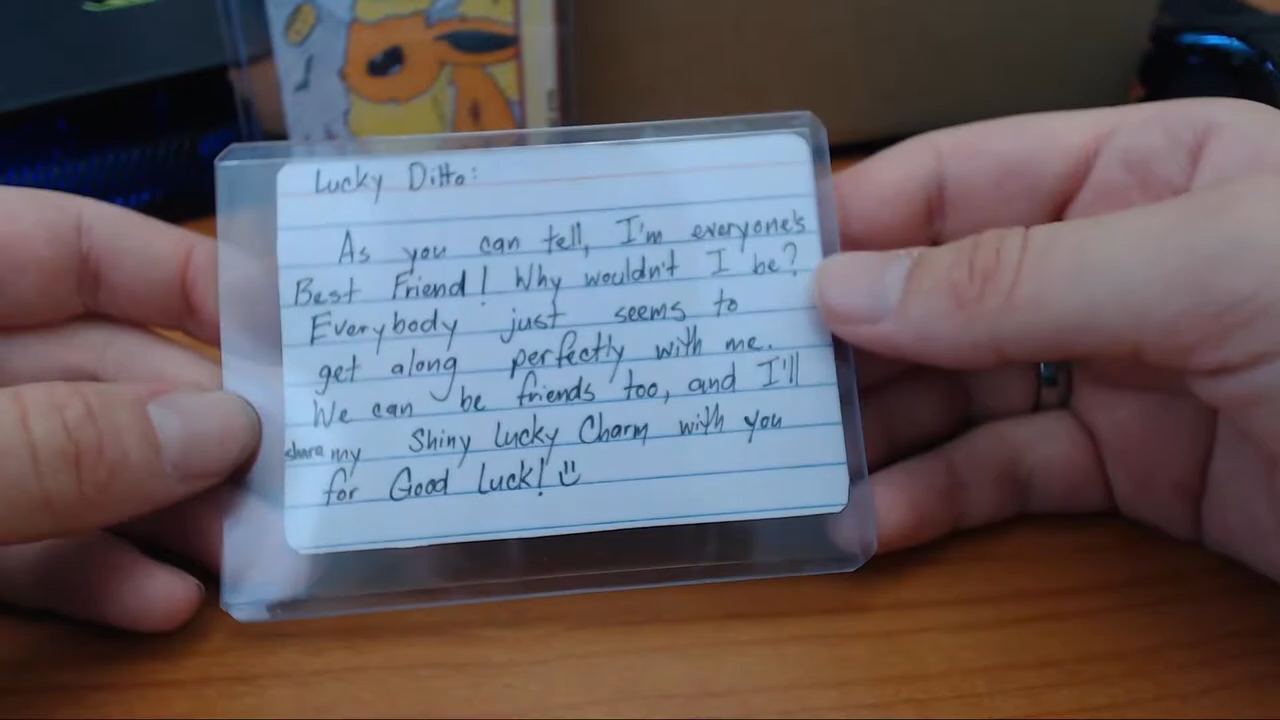 Lucky Ditto:
As you can tell, I'm everyone's
Best Friend! Why wouldn't I be?
Everybody just seems to
get along perfectly with me.
We can be friends too, and I'll
share my Shiny Lucky Charm with you
for Good Luck! :)